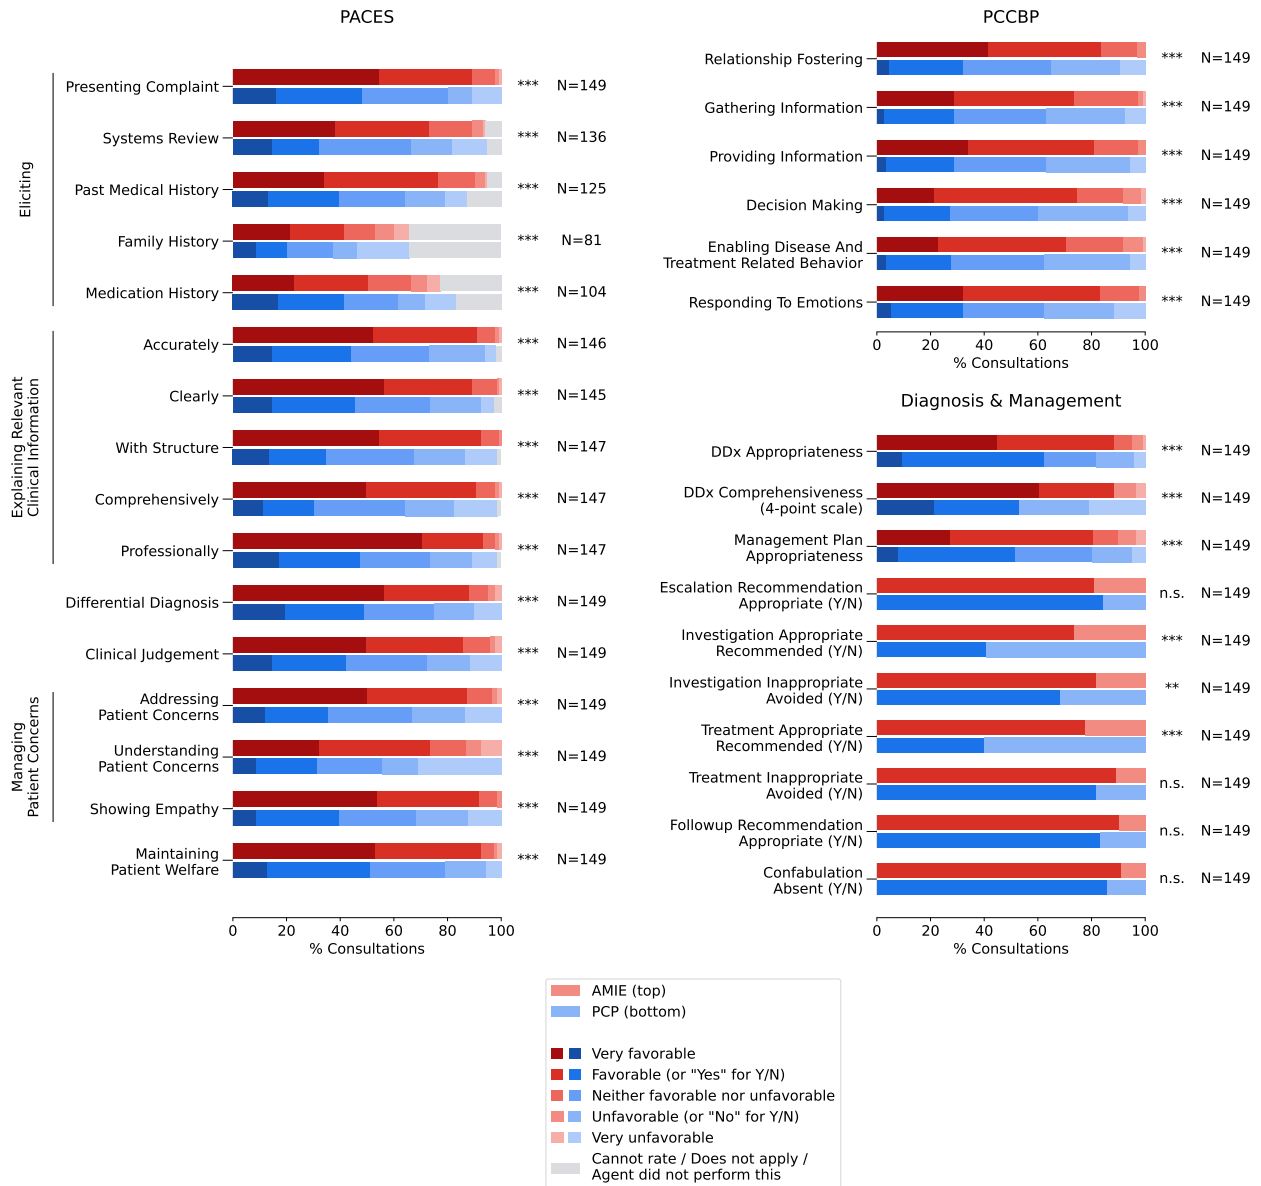 PACES
Eliciting
Presenting Complaint *** N=149
Systems Review *** N=136
Past Medical History *** N=125
Family History *** N=81
Medication History *** N=104
Explaining Relevant
Clinical Information
Accurately *** N=146
Clearly *** N=145
With Structure *** N=147
Comprehensively *** N=147
Professionally *** N=147
Differential Diagnosis *** N=149
Clinical Judgement *** N=149
Managing
Patient Concerns
Addressing
Patient Concerns *** N=149
Understanding
Patient Concerns *** N=149
Showing Empathy *** N=149
Maintaining
Patient Welfare *** N=149
0 20 40 60 80 100
% Consultations
PCCBP
Relationship Fostering *** N=149
Gathering Information *** N=149
Providing Information *** N=149
Decision Making *** N=149
Enabling Disease And
Treatment Related Behavior *** N=149
Responding To Emotions *** N=149
0 20 40 60 80 100
% Consultations
Diagnosis & Management
DDx Appropriateness *** N=149
DDx Comprehensiveness
(4-point scale) *** N=149
Management Plan
Appropriateness *** N=149
Escalation Recommendation
Appropriate (Y/N) n.s. N=149
Investigation Appropriate
Recommended (Y/N) *** N=149
Investigation Inappropriate
Avoided (Y/N) ** N=149
Treatment Appropriate
Recommended (Y/N) *** N=149
Treatment Inappropriate
Avoided (Y/N) n.s. N=149
Followup Recommendation
Appropriate (Y/N) n.s. N=149
Confabulation
Absent (Y/N) n.s. N=149
0 20 40 60 80 100
% Consultations
AMIE (top)
PCP (bottom)
Very favorable
Favorable (or "Yes" for Y/N)
Neither favorable nor unfavorable
Unfavorable (or "No" for Y/N)
Very unfavorable
Cannot rate / Does not apply /
Agent did not perform this